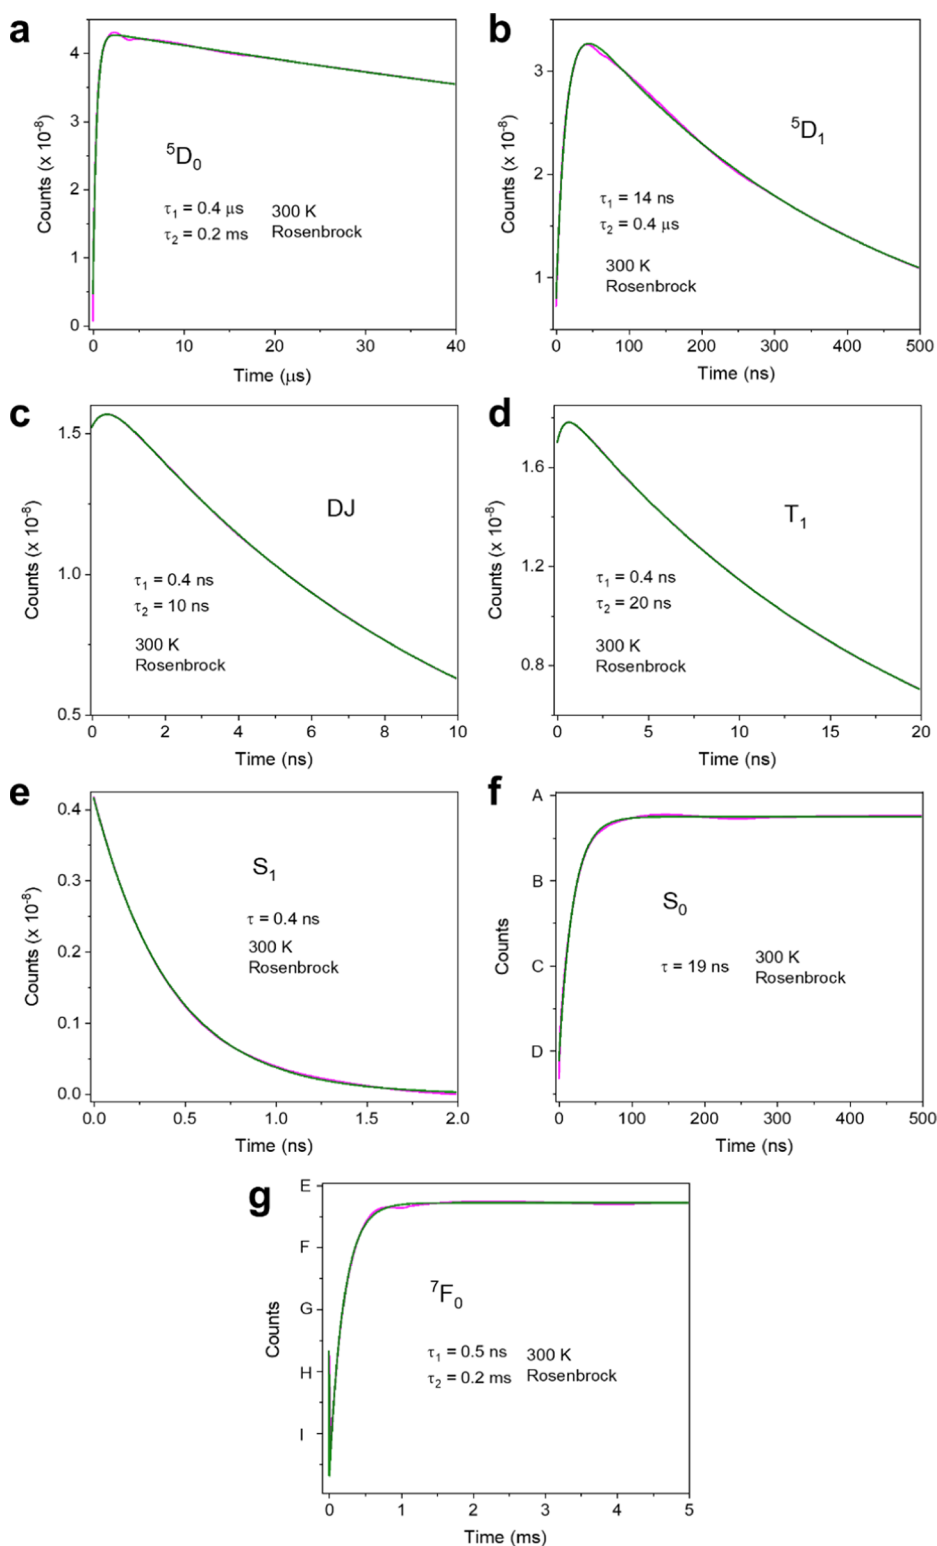 a
Counts (x 10⁻⁸)
4
4
2
1
0
⁵D₀
τ₁ = 0.4 μs
τ₂ = 0.2 ms
300 K
Rosenbrock
0 10 20 30 40
Time (μs)
b
Counts (x 10⁻⁸)
3
2
1
⁵D₁
τ₁ = 14 ns
τ₂ = 0.4 μs
300 K
Rosenbrock
0 100 200 300 400 500
Time (ns)
c
Counts (x 10⁻⁸)
1.5
1.0
0.5
DJ
τ₁ = 0.4 ns
τ₂ = 10 ns
300 K
Rosenbrock
0 2 4 6 8 10
Time (ns)
d
Counts (x 10⁻⁸)
1.6
1.2
0.8
T₁
τ₁ = 0.4 ns
τ₂ = 20 ns
300 K
Rosenbrock
0 5 10 15 20
Time (ns)
e
Counts (x 10⁻⁸)
0.4
0.3
0.2
0.1
0.0
S₁
τ = 0.4 ns
300 K
Rosenbrock
0.0 0.5 1.0 1.5 2.0
Time (ns)
f
Counts
A
B
C
D
S₀
τ = 19 ns
300 K
Rosenbrock
0 100 200 300 400 500
Time (ns)
g
Counts
E
F
G
H
I
⁷F₀
τ₁ = 0.5 ns
τ₂ = 0.2 ms
300 K
Rosenbrock
0 1 2 3 4 5
Time (ms)